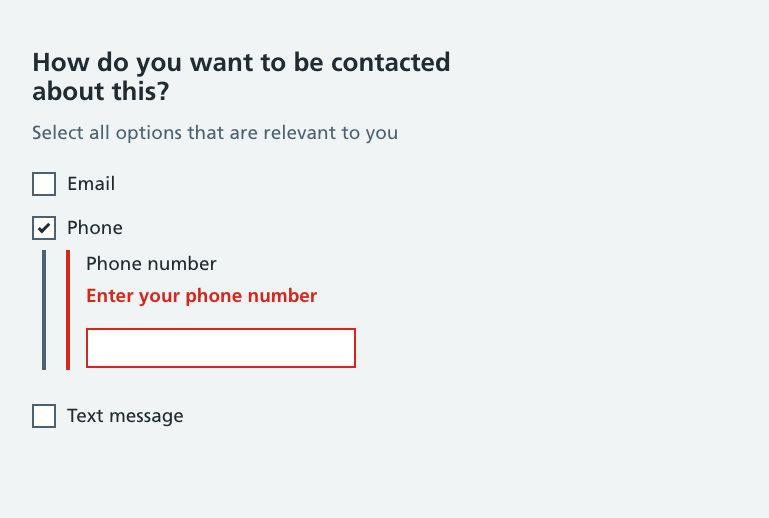 How do you want to be contacted
about this?
Select all options that are relevant to you
Email
Phone
Phone number
Enter your phone number
Text message